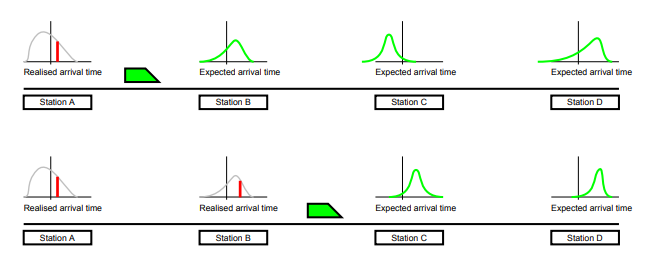 Realised arrival time Expected arrival time Expected arrival time Expected arrival time
Station A Station B Station C Station D
Realised arrival time Realised arrival time Expected arrival time Expected arrival time
Station A Station B Station C Station D